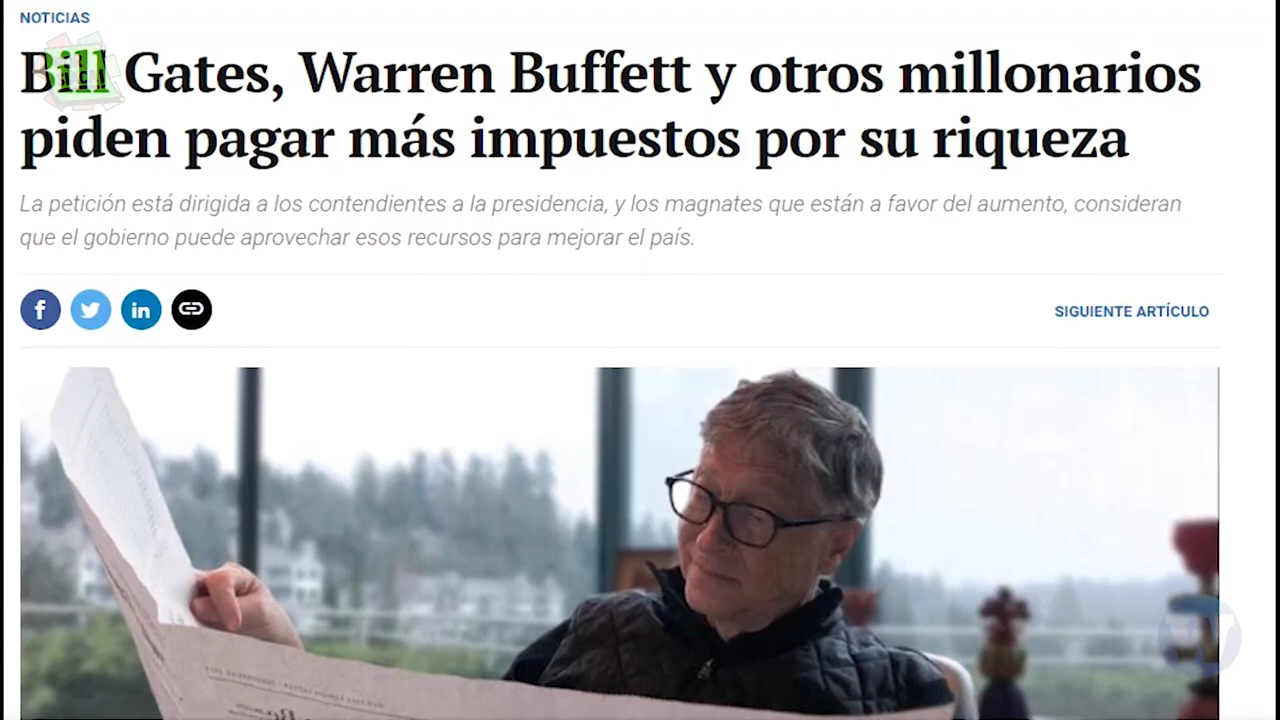 NOTICIAS
Bill Gates, Warren Buffett y otros millonarios
piden pagar más impuestos por su riqueza
La petición está dirigida a los contendientes a la presidencia, y los magnates que están a favor del aumento, consideran
que el gobierno puede aprovechar esos recursos para mejorar el país.
SIGUIENTE ARTÍCULO